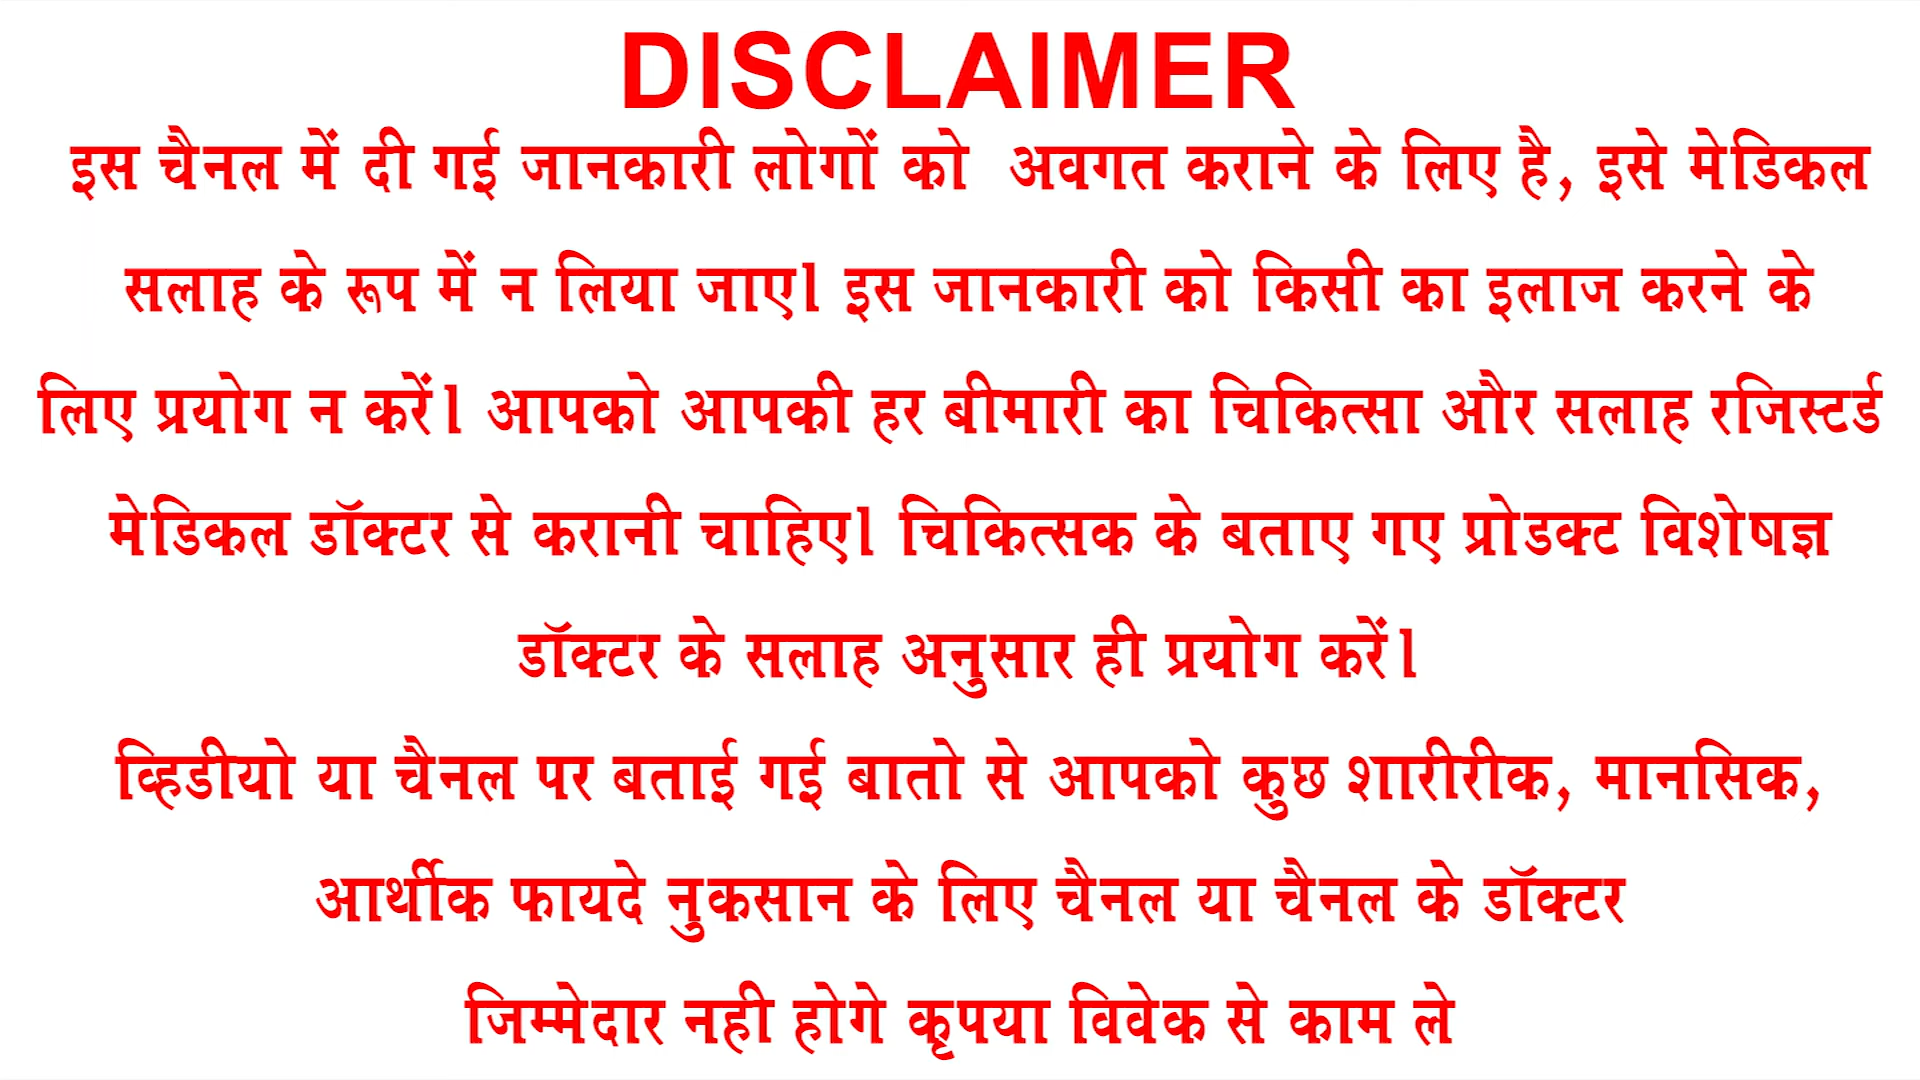 DISCLAIMER
इस चैनल में दी गई जानकारी लोगों को अवगत कराने के लिए है, इसे मेडिकल
सलाह के रूप में न लिया जाए। इस जानकारी को किसी का इलाज करने के
लिए प्रयोग न करें। आपको आपकी हर बीमारी का चिकित्सा और सलाह रजिस्टर्ड
मेडिकल डॉक्टर से करानी चाहिए। चिकित्सक के बताए गए प्रोडक्ट विशेषज्ञ
डॉक्टर के सलाह अनुसार ही प्रयोग करें।
व्हिडीयो या चैनल पर बताई गई बातो से आपको कुछ शारीरीक, मानसिक,
आर्थीक फायदे नुकसान के लिए चैनल या चैनल के डॉक्टर
जिम्मेदार नही होगे कृपया विवेक से काम ले